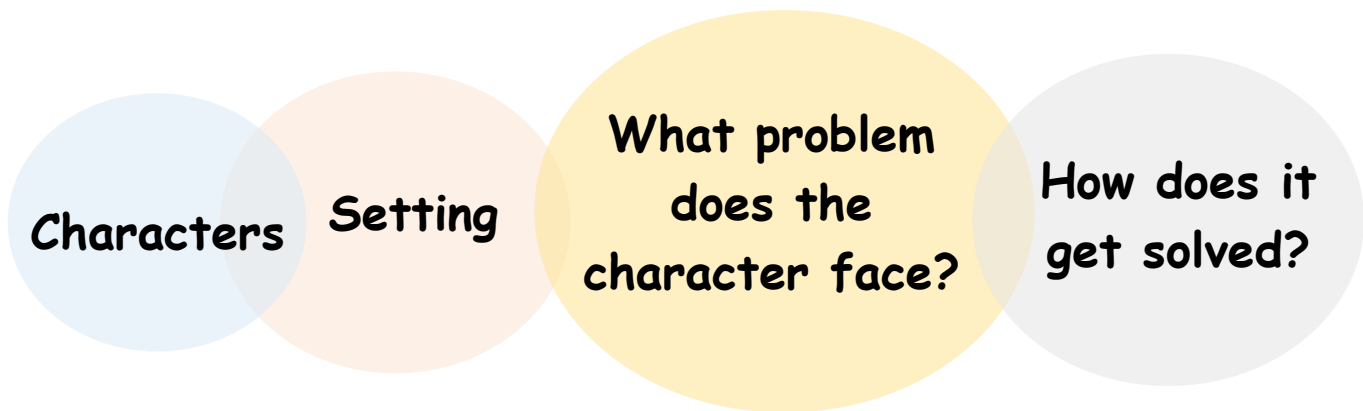 Characters
Setting
What problem
does the
character face?
How does it
get solved?